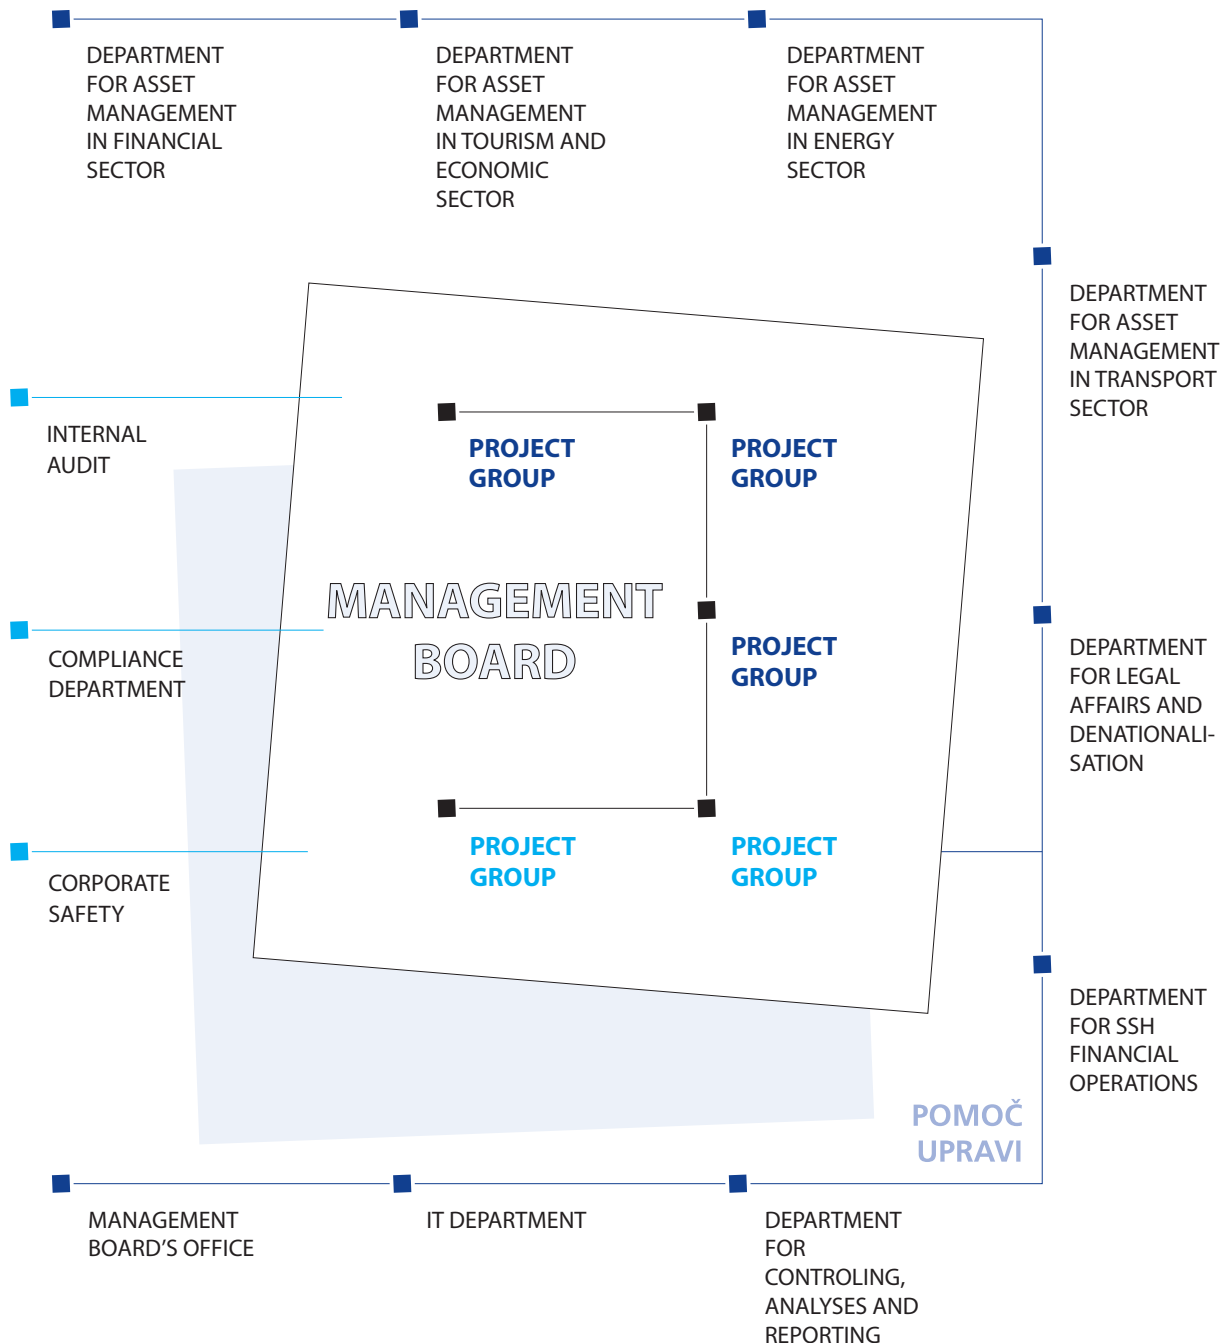 DEPARTMENT
FOR ASSET
MANAGEMENT
IN FINANCIAL
SECTOR
DEPARTMENT
FOR ASSET
MANAGEMENT
IN TOURISM AND
ECONOMIC
SECTOR
DEPARTMENT
FOR ASSET
MANAGEMENT
IN ENERGY
SECTOR
DEPARTMENT
FOR ASSET
MANAGEMENT
IN TRANSPORT
SECTOR
INTERNAL
AUDIT
PROJECT
GROUP
PROJECT
GROUP
MANAGEMENT
BOARD
COMPLIANCE
DEPARTMENT
PROJECT
GROUP
DEPARTMENT
FOR LEGAL
AFFAIRS AND
DENATIONALI-
SATION
PROJECT
GROUP
PROJECT
GROUP
CORPORATE
SAFETY
DEPARTMENT
FOR SSH
FINANCIAL
OPERATIONS
POMOČ
UPRAVI
MANAGEMENT
BOARD'S OFFICE
IT DEPARTMENT
DEPARTMENT
FOR
CONTROLING,
ANALYSES AND
REPORTING